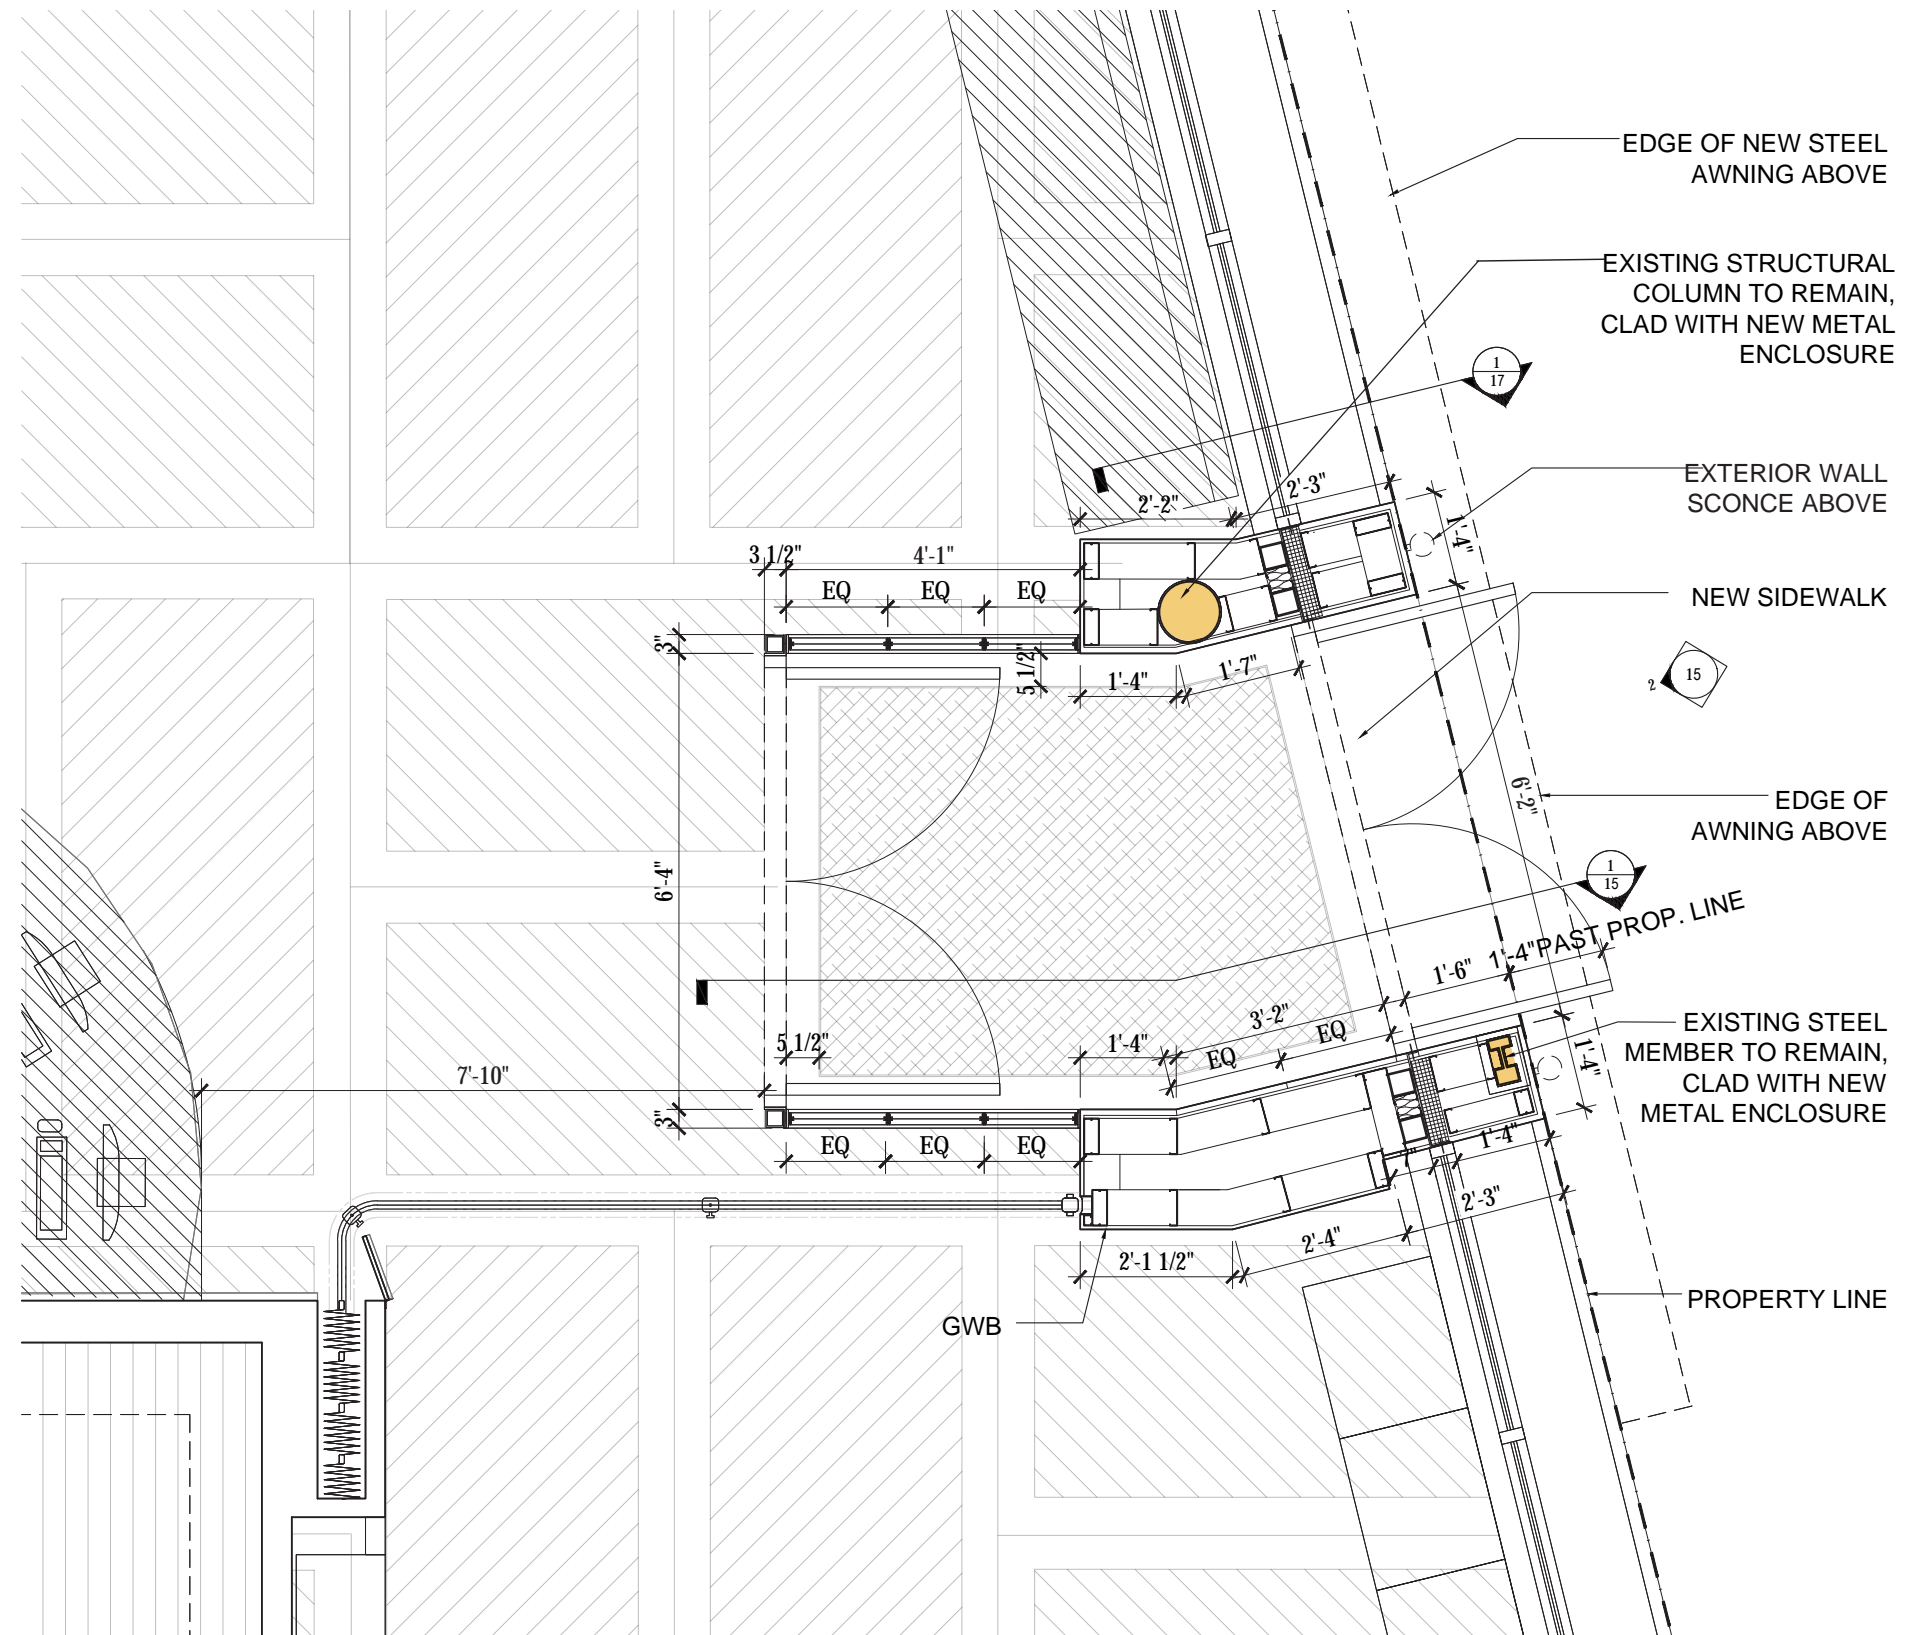 EDGE OF NEW STEEL
AWNING ABOVE
EXISTING STRUCTURAL
COLUMN TO REMAIN,
CLAD WITH NEW METAL
ENCLOSURE
1
17
EXTERIOR WALL
SCONCE ABOVE
2'-3"
2'-2"
1'-4"
3 1/2"
4'-1"
EQ
EQ
EQ
NEW SIDEWALK
3"
5 1/2"
1'-4"
1'-7"
2
15
6'-2"
EDGE OF
AWNING ABOVE
6'-4"
1
15
1'-6"
1'-4"PAST PROP. LINE
3'-2"
EQ
EQ
5 1/2"
1'-4"
7'-10"
EXISTING STEEL
MEMBER TO REMAIN,
CLAD WITH NEW
METAL ENCLOSURE
1'-4"
3"
EQ
EQ
EQ
7"
1'-4"
2'-3"
2'-4"
2'-1 1/2"
GWB
PROPERTY LINE